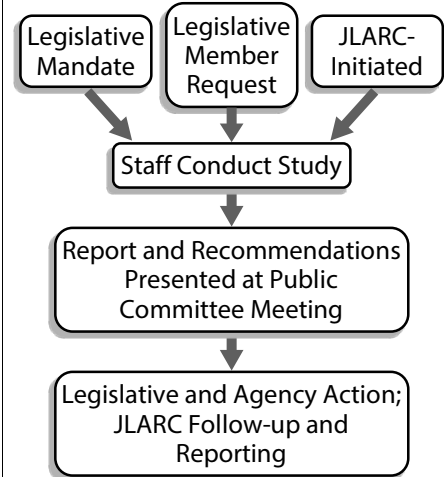 Legislative
Mandate
Legislative
Member
Request
JLARC-
Initiated
Staff Conduct Study
Report and Recommendations
Presented at Public
Committee Meeting
Legislative and Agency Action;
JLARC Follow-up and
Reporting